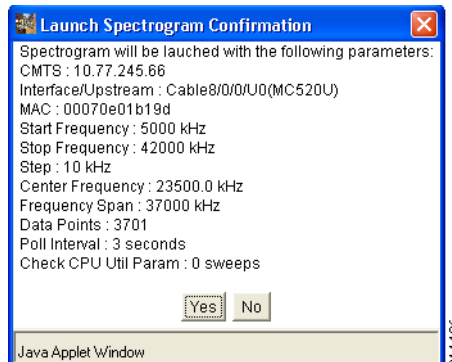 Launch Spectrogram Confirmation
Spectrogram will be lauched with the following parameters:
CMTS : 10.77.245.66
Interface/Upstream : Cable8/0/0/U0(MC520U)
MAC : 00070e01b19d
Start Frequency : 5000 kHz
Stop Frequency : 42000 kHz
Step : 10 kHz
Center Frequency : 23500.0 kHz
Frequency Span : 37000 kHz
Data Points : 3701
Poll Interval : 3 seconds
Check CPU Util Param : 0 sweeps
Yes No
Java Applet Window